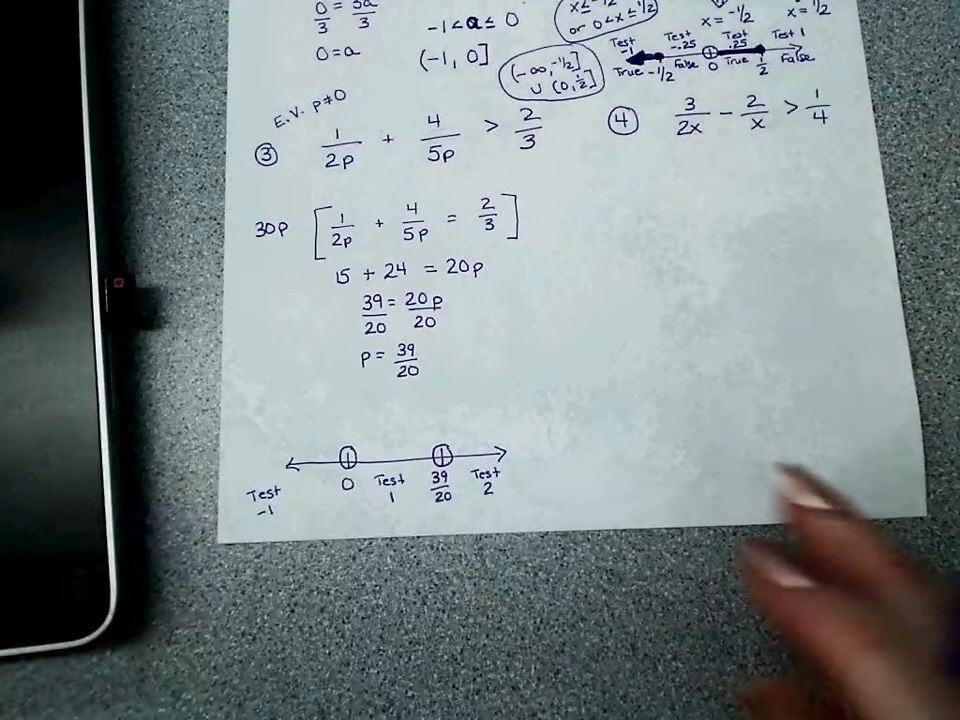 0/3 = 3a/3
0 = a
-1 < a ≤ 0
(-1, 0]
x ≤ -1/2
or 0 < x ≤ 1/2
(-∞, -1/2]
∪ (0, 1/2]
x = -1/2
x = 1/2
Test -1 Test -.25 Test .25 Test 1
True -1/2 False 0 True 1/2 False
E.V. p ≠ 0
③ 1/2p + 4/5p > 2/3
30p [ 1/2p + 4/5p = 2/3 ]
15 + 24 = 20p
39/20 = 20p/20
p = 39/20
0 39/20
Test -1 Test 1 Test 2
④ 3/2x - 2/x > 1/4